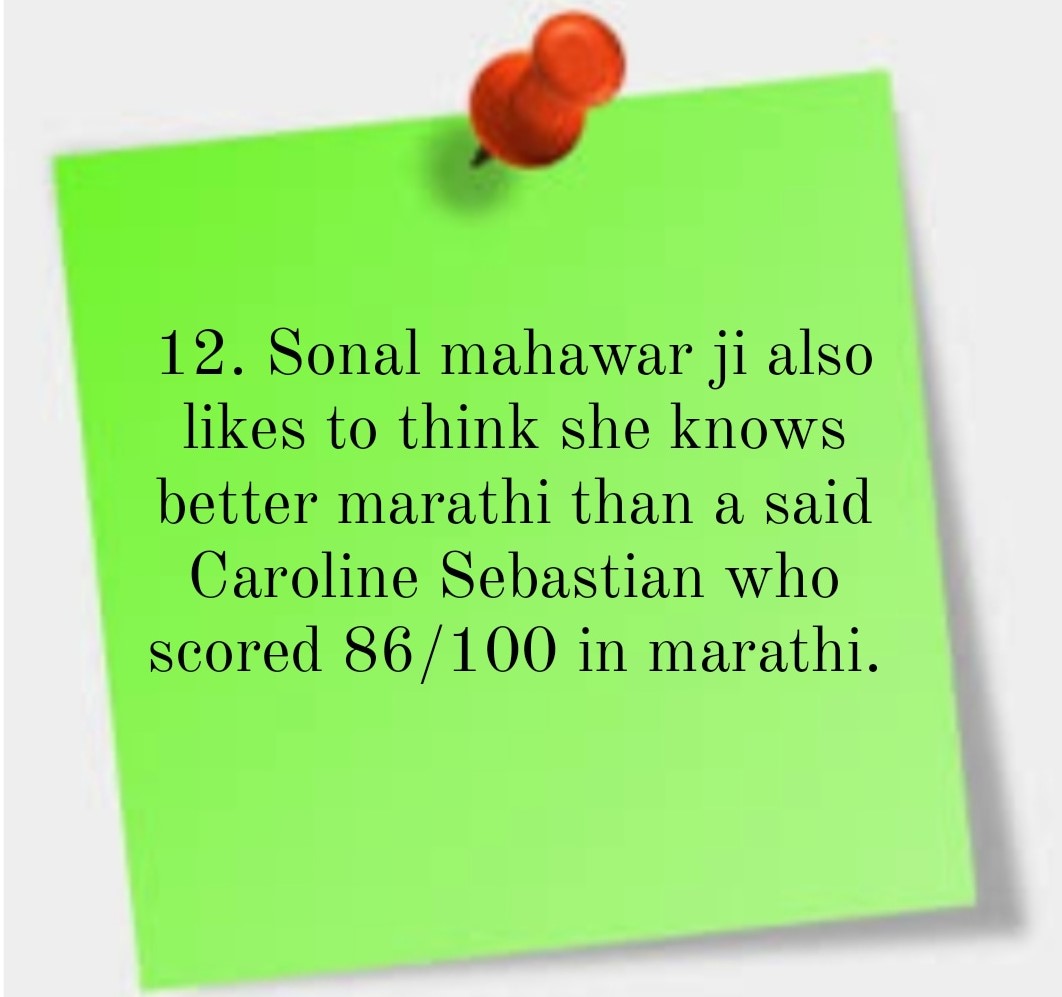 12. Sonal mahawar ji also
likes to think she knows
better marathi than a said
Caroline Sebastian who
scored 86/100 in marathi.